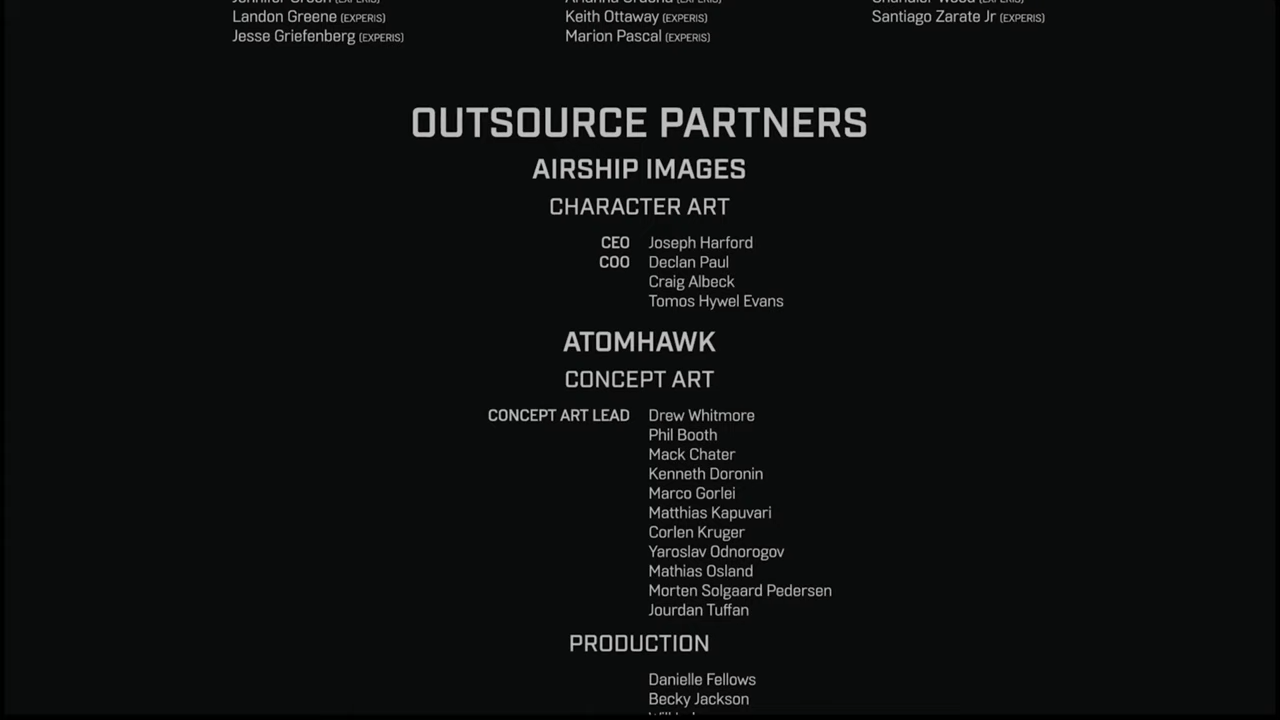 Landon Greene (EXPERIS) Keith Ottaway (EXPERIS) Santiago Zarate Jr (EXPERIS)
Jesse Griefenberg (EXPERIS) Marion Pascal (EXPERIS)
OUTSOURCE PARTNERS
AIRSHIP IMAGES
CHARACTER ART
CEO Joseph Harford
COO Declan Paul
Craig Albeck
Tomos Hywel Evans
ATOMHAWK
CONCEPT ART
CONCEPT ART LEAD Drew Whitmore
Phil Booth
Mack Chater
Kenneth Doronin
Marco Gorlei
Matthias Kapuvari
Corlen Kruger
Yaroslav Odnorogov
Mathias Osland
Morten Solgaard Pedersen
Jourdan Tuffan
PRODUCTION
Danielle Fellows
Becky Jackson